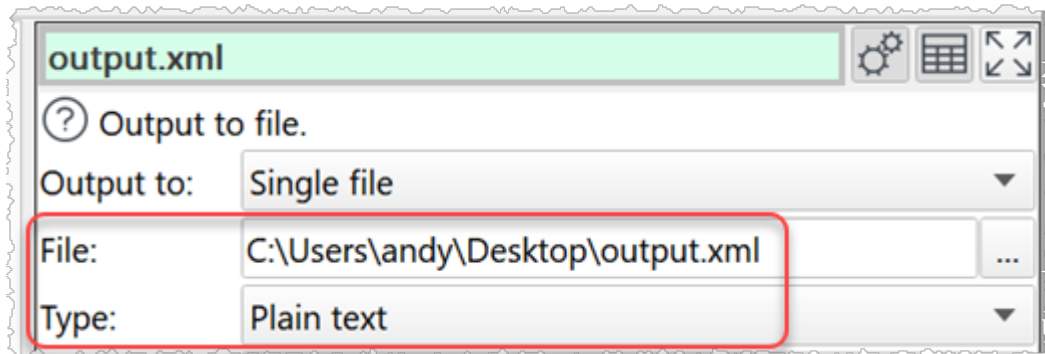 output.xml
? Output to file.
Output to: Single file
File: C:\Users\andy\Desktop\output.xml ...
Type: Plain text